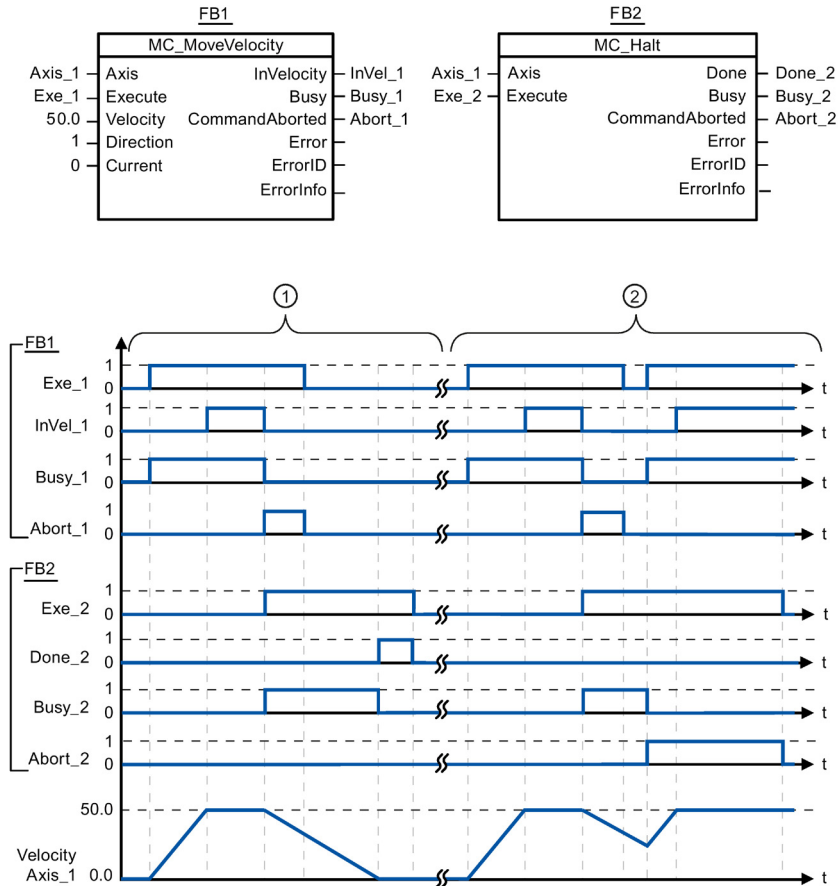 FB1
MC_MoveVelocity
Axis_1 Axis InVelocity InVel_1
Exe_1 Execute Busy Busy_1
50.0 Velocity CommandAborted Abort_1
1 Direction Error
0 Current ErrorID
ErrorInfo
FB2
MC_Halt
Axis_1 Axis Done Done_2
Exe_2 Execute Busy Busy_2
CommandAborted Abort_2
Error
ErrorID
ErrorInfo
1 2
FB1
Exe_1 1 0 t
InVel_1 1 0 t
Busy_1 1 0 t
Abort_1 1 0 t
FB2
Exe_2 1 0 t
Done_2 1 0 t
Busy_2 1 0 t
Abort_2 1 0 t
50.0
Velocity
Axis_1 0.0 t